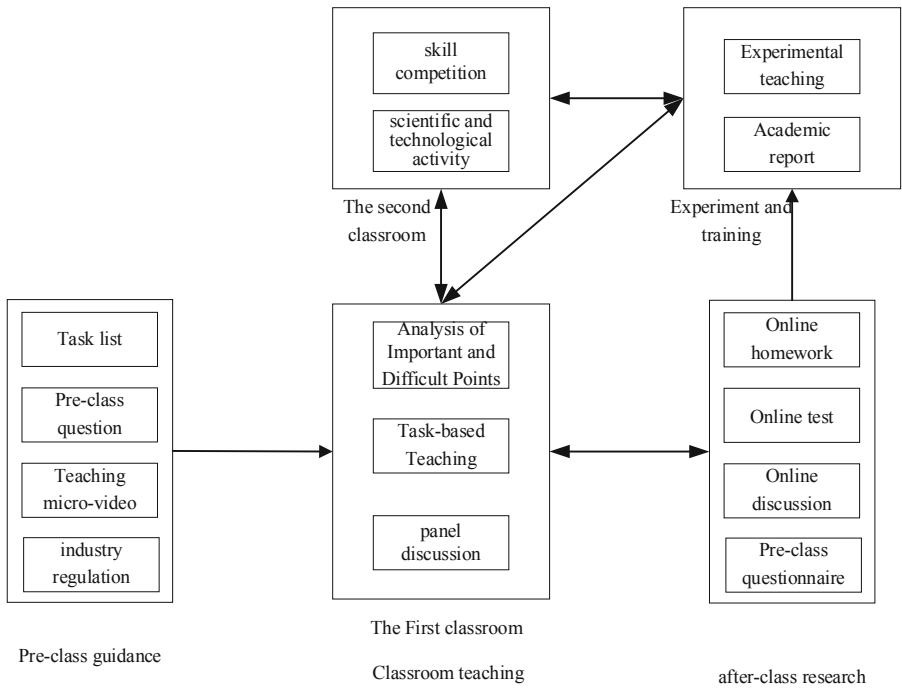 skill
competition
scientific and
technological
activity
The second
classroom
Experimental
teaching
Academic
report
Experiment and
training
Task list
Pre-class
question
Teaching
micro-video
industry
regulation
Pre-class guidance
Analysis of
Important and
Difficult Points
Task-based
Teaching
panel
discussion
The First classroom
Classroom teaching
Online
homework
Online test
Online
discussion
Pre-class
questionnaire
after-class research